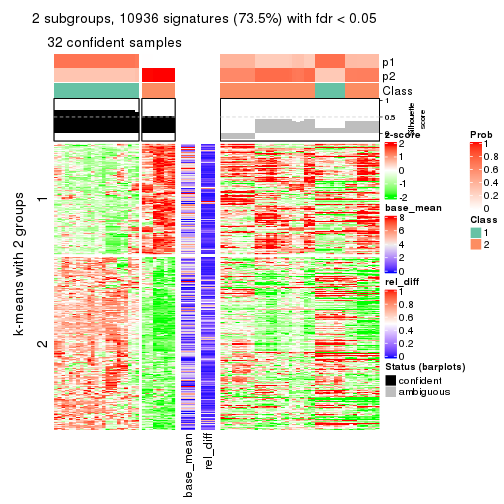 2 subgroups, 10936 signatures (73.5%) with fdr < 0.05
32 confident samples
p1
p2
Class
1
0.5
0
Silhouette
score
k-means with 2 groups
1
2
base_mean
rel_diff
z-score
2
1
0
-1
-2
base_mean
8
6
4
2
0
rel_diff
1
0.8
0.6
0.4
0.2
0
Status (barplots)
confident
ambiguous
Prob
1
0.8
0.6
0.4
0.2
0
Class
1
2